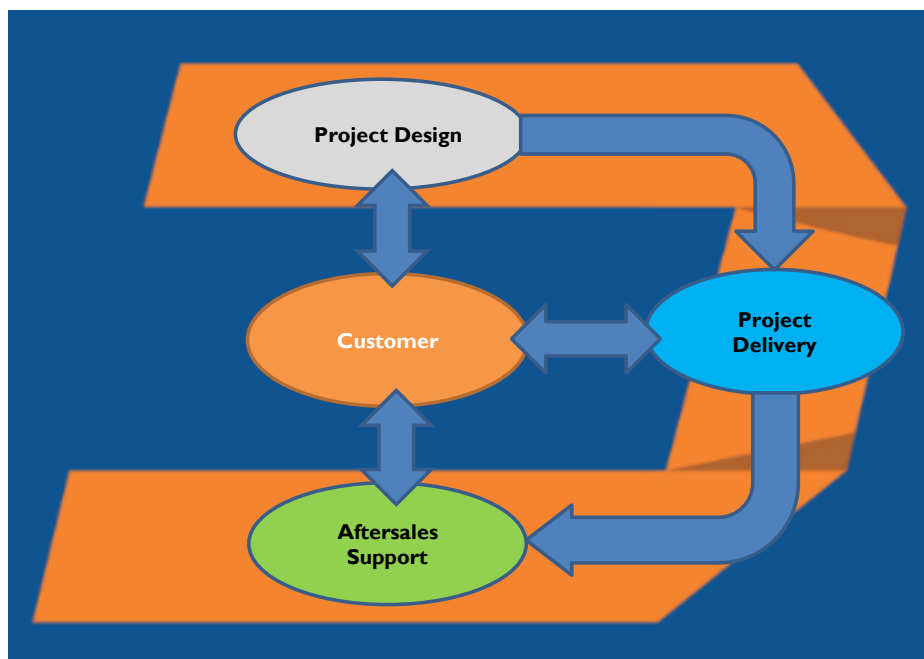 Project Design
Customer
Project
Delivery
Aftersales
Support